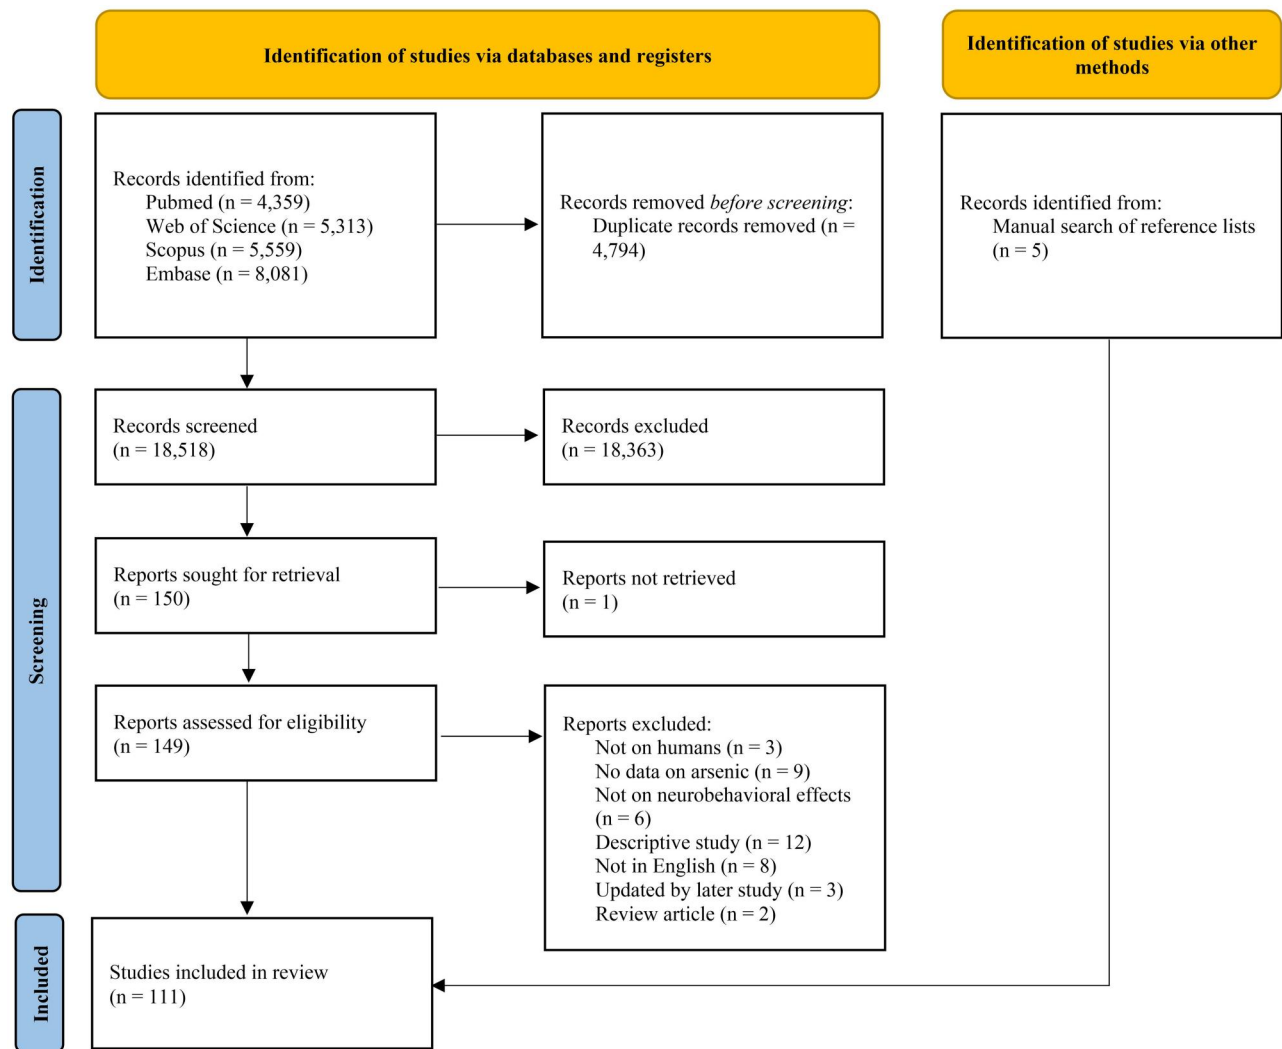 Identification of studies via databases and registers
Identification of studies via other
methods
Identification
Records identified from:
Pubmed (n = 4,359)
Web of Science (n = 5,313)
Scopus (n = 5,559)
Embase (n = 8,081)
Records removed before screening:
Duplicate records removed (n =
4,794)
Records identified from:
Manual search of reference lists
(n = 5)
Screening
Records screened
(n = 18,518)
Records excluded
(n = 18,363)
Reports sought for retrieval
(n = 150)
Reports not retrieved
(n = 1)
Reports assessed for eligibility
(n = 149)
Reports excluded:
Not on humans (n = 3)
No data on arsenic (n = 9)
Not on neurobehavioral effects
(n = 6)
Descriptive study (n = 12)
Not in English (n = 8)
Updated by later study (n = 3)
Review article (n = 2)
Included
Studies included in review
(n = 111)